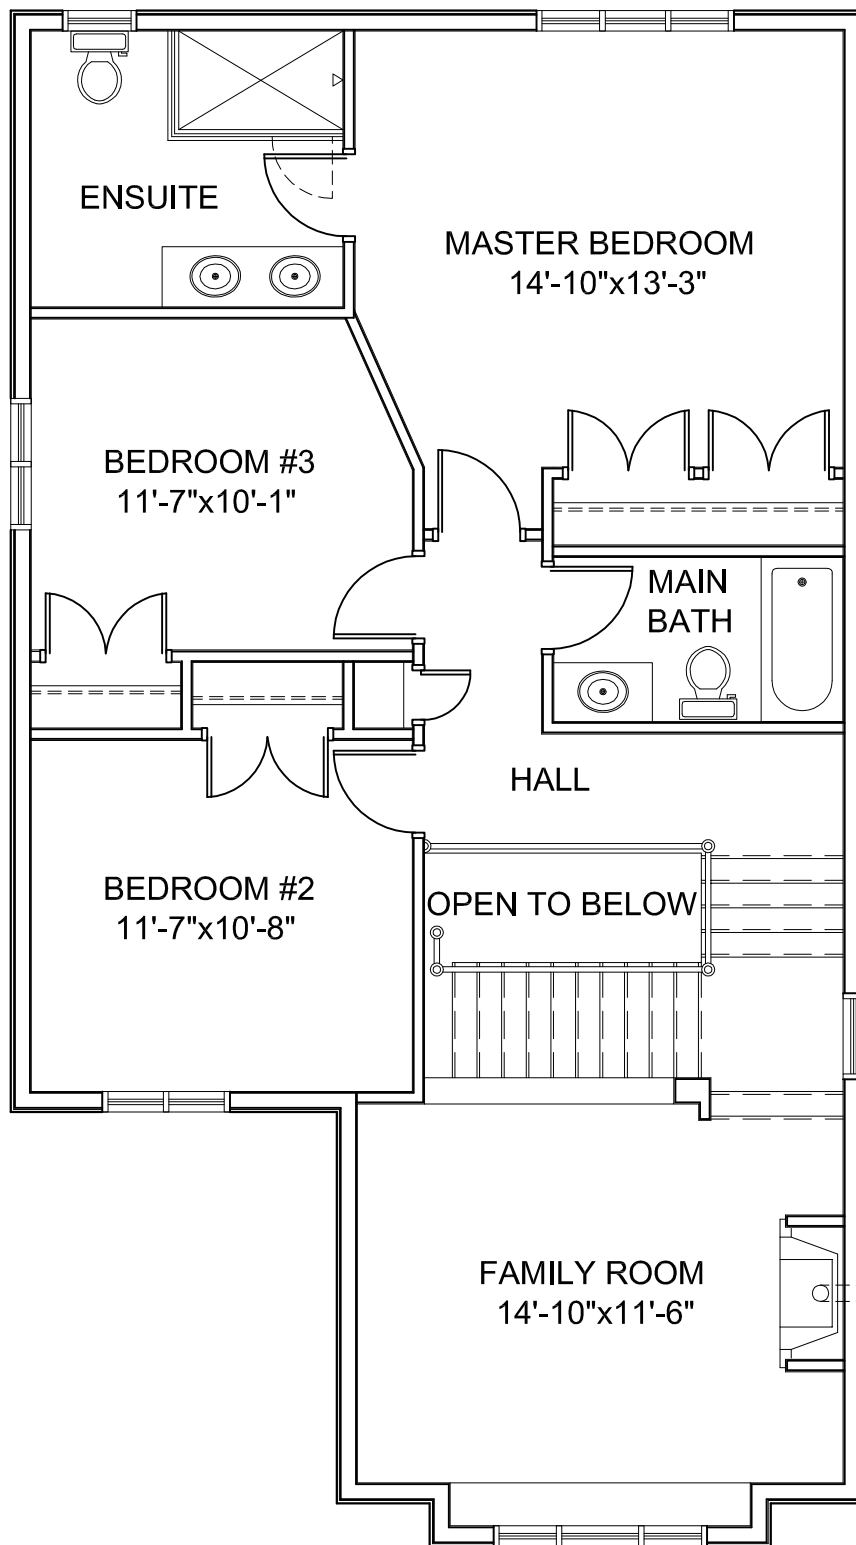 ENSUITE
MASTER BEDROOM
14'-10"x13'-3"
BEDROOM #3
11'-7"x10'-1"
MAIN
BATH
HALL
BEDROOM #2
11'-7"x10'-8"
OPEN TO BELOW
FAMILY ROOM
14'-10"x11'-6"